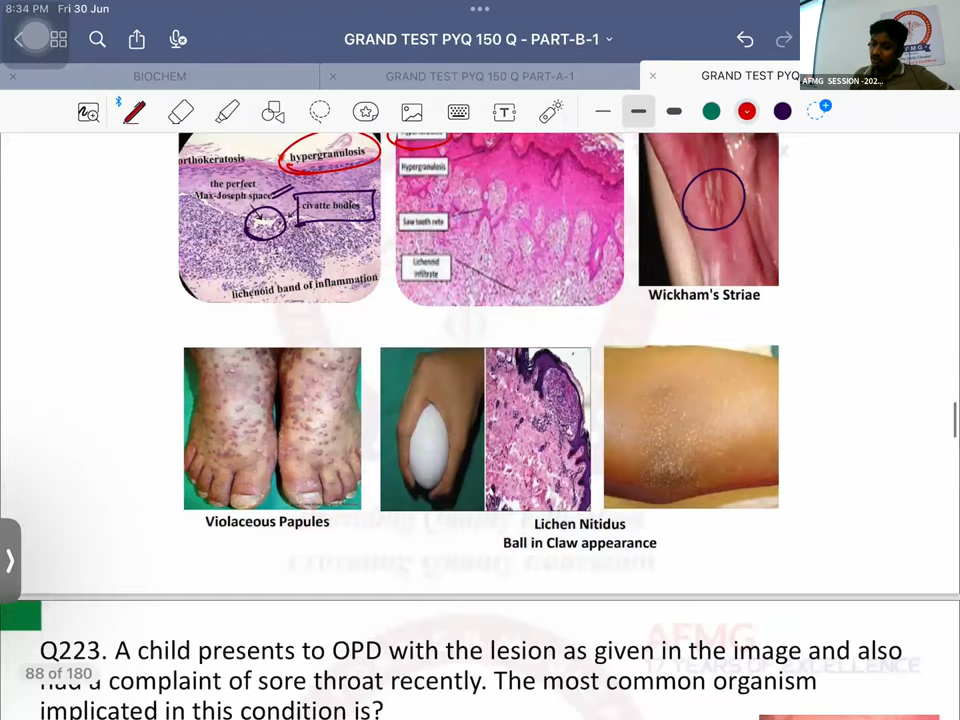 8:34 PM Fri 30 Jun
GRAND TEST PYQ 150 Q - PART-B-1
BIOCHEM
GRAND TEST PYQ 150 Q PART-A-1
GRAND TEST PYQ
AFMG SESSION -202...
orthokeratosis
hypergranulosis
the perfect
Max-Joseph space
civatte bodies
lichenoid band of inflammation
Hypergranulosis
Saw tooth rete
Lichenoid
infiltrate
Wickham's Striae
Violaceous Papules
Lichen Nitidus
Ball in Claw appearance
AFMG
17 YEARS OF EXCELLENCE
Q223. A child presents to OPD with the lesion as given in the image and also
had a complaint of sore throat recently. The most common organism
implicated in this condition is?
88 of 180